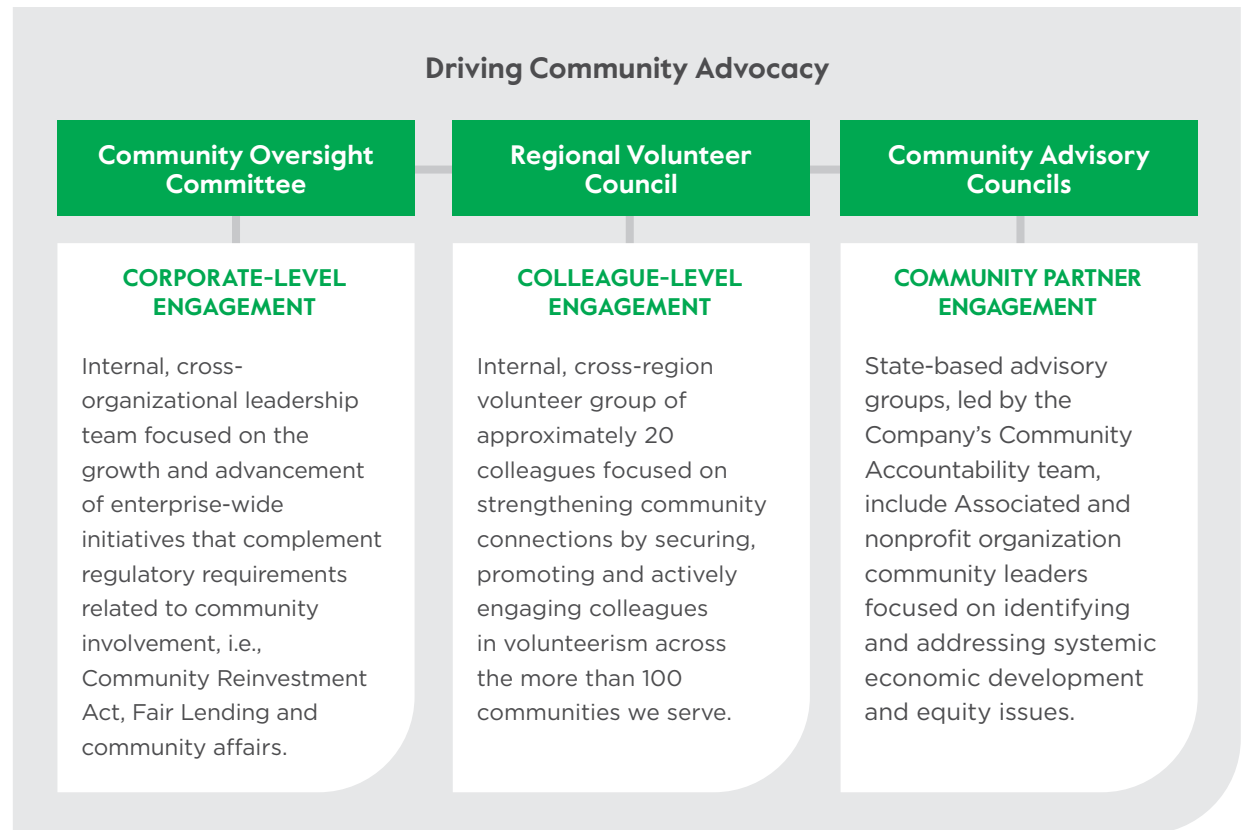 Driving Community Advocacy
Community Oversight
Committee
CORPORATE-LEVEL
ENGAGEMENT
Internal, cross-
organizational leadership
team focused on the
growth and advancement
of enterprise-wide
initiatives that complement
regulatory requirements
related to community
involvement, i.e.,
Community Reinvestment
Act, Fair Lending and
community affairs.
Regional Volunteer
Council
COLLEAGUE-LEVEL
ENGAGEMENT
Internal, cross-region
volunteer group of
approximately 20
colleagues focused on
strengthening community
connections by securing,
promoting and actively
engaging colleagues
in volunteerism across
the more than 100
communities we serve.
Community Advisory
Councils
COMMUNITY PARTNER
ENGAGEMENT
State-based advisory
groups, led by the
Company’s Community
Accountability team,
include Associated and
nonprofit organization
community leaders
focused on identifying
and addressing systemic
economic development
and equity issues.